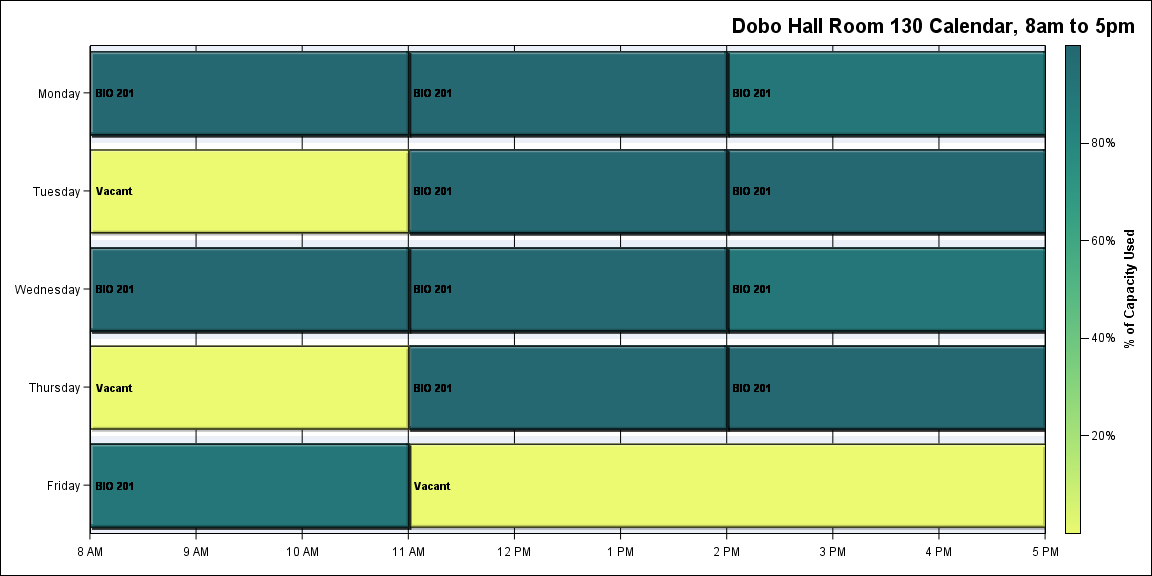 Dobo Hall Room 130 Calendar, 8am to 5pm
Monday
BIO 201
BIO 201
BIO 201
Tuesday
Vacant
BIO 201
BIO 201
Wednesday
BIO 201
BIO 201
BIO 201
Thursday
Vacant
BIO 201
BIO 201
Friday
BIO 201
Vacant
8 AM
9 AM
10 AM
11 AM
12 PM
1 PM
2 PM
3 PM
4 PM
5 PM
80%
60%
40%
20%
% of Capacity Used